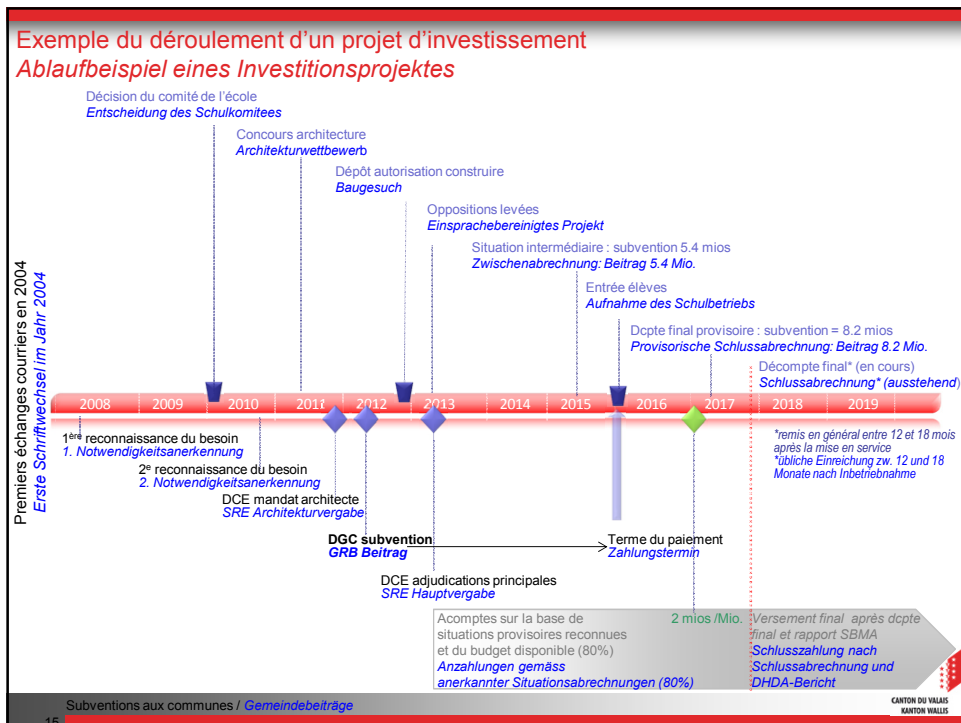 Exemple du déroulement d'un projet d'investissement
Ablaufbeispiel eines Investitionsprojektes
Décision du comité de l'école
Entscheidung des Schulkomitees
Concours architecture
Architekturwettbewerb
Dépôt autorisation construire
Baugesuch
Oppositions levées
Einsprachebereinigtes Projekt
Situation intermédiaire : subvention 5.4 mios
Zwischenabrechnung: Beitrag 5.4 Mio.
Entrée élèves
Aufnahme des Schulbetriebs
Dcpte final provisoire : subvention = 8.2 mios
Provisorische Schlussabrechnung: Beitrag 8.2 Mio.
Décompte final* (en cours)
Schlussabrechnung* (ausstehend)
Premiers échanges courriers en 2004
Erste Schriftwechsel im Jahr 2004
2008 2009 2010 2011 2012 2013 2014 2015 2016 2017 2018 2019
1ère reconnaissance du besoin
1. Notwendigkeitsanerkennung
2e reconnaissance du besoin
2. Notwendigkeitsanerkennung
DCE mandat architecte
SRE Architekturvergabe
DGC subvention
GRB Beitrag
Terme du paiement
Zahlungstermin
DCE adjudications principales
SRE Hauptvergabe
*remis en général entre 12 et 18 mois
après la mise en service
*übliche Einreichung zw. 12 und 18
Monate nach Inbetriebnahme
Acomptes sur la base de
situations provisoires reconnues
et du budget disponible (80%)
Anzahlungen gemäss
anerkannter Situationsabrechnungen (80%)
2 mios /Mio.
Versement final après dcpte
final et rapport SBMA
Schlusszahlung nach
Schlussabrechnung und
DHDA-Bericht
Subventions aux communes / Gemeindebeiträge
15
CANTON DU VALAIS
KANTON WALLIS